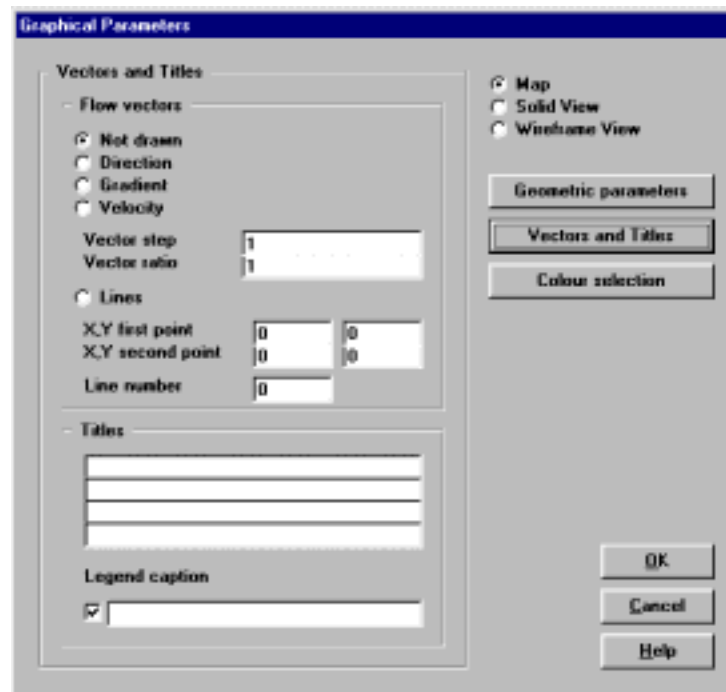 Graphical Parameters
Vectors and Titles
Flow vectors
Not drawn
Direction
Gradient
Velocity
Vector step 1
Vector ratio 1
Lines
X,Y first point 0 0
X,Y second point 0 0
Line number 0
Titles
Legend caption
Map
Solid View
Wireframe View
Geometric parameters
Vectors and Titles
Colour selection
OK
Cancel
Help